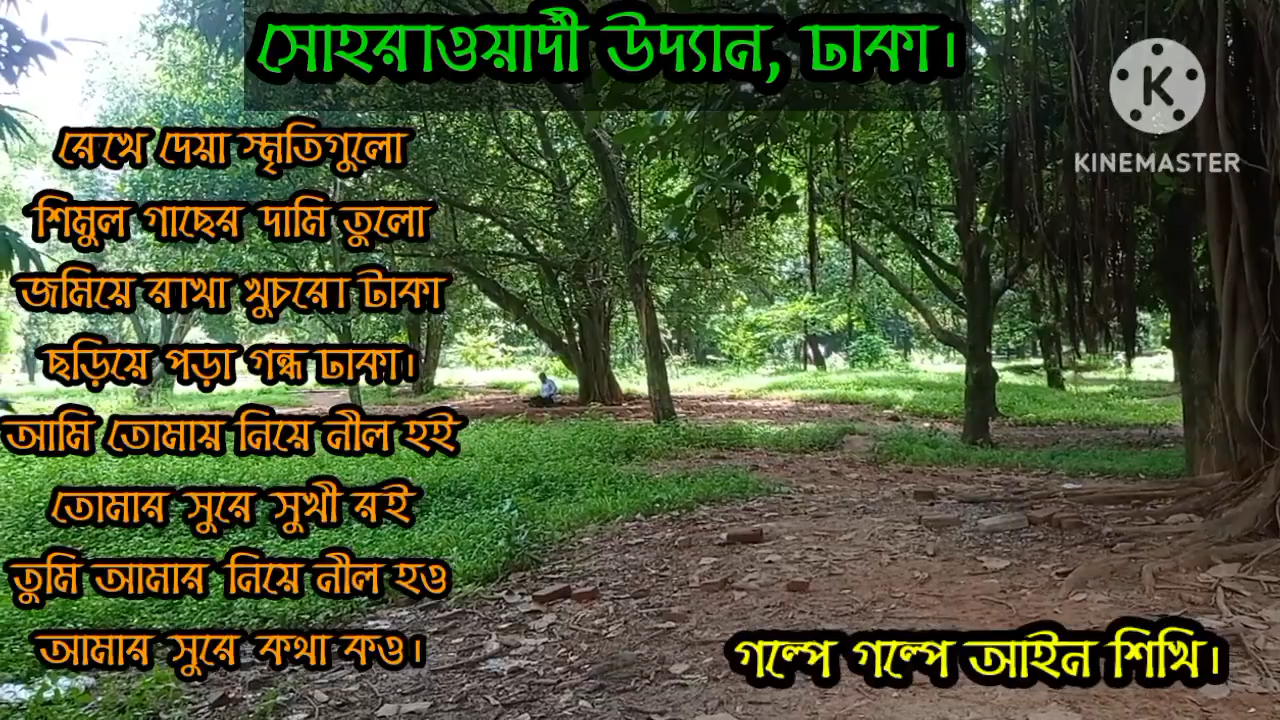 সোহরাওয়ার্দী উদ্যান, ঢাকা।
KINEMASTER
রেখে দেয়া স্মৃতিগুলো
শিমুল গাছের দামি তুলো
জমিয়ে রাখা খুচরো টাকা
ছড়িয়ে পড়া গন্ধ ঢাকা।
আমি তোমায় নিয়ে নীল হই
তোমার সুরে সুখী রই
তুমি আমার নিয়ে নীল হও
আমার সুরে কথা কও।
গল্পে গল্পে আইন শিখি।